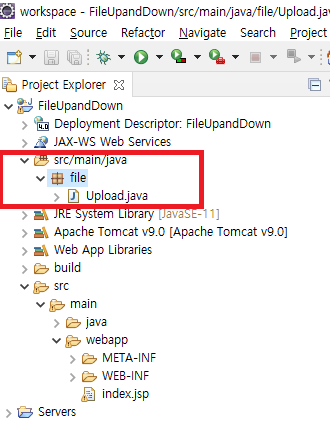 workspace - FileUpandDown/src/main/java/file/Upload.jav
File Edit Source Refactor Navigate Search Project
Project Explorer
FileUpandDown
Deployment Descriptor: FileUpandDown
JAX-WS Web Services
src/main/java
file
Upload.java
JRE System Library [JavaSE-11]
Apache Tomcat v9.0 [Apache Tomcat v9.0]
Web App Libraries
build
src
main
java
webapp
META-INF
WEB-INF
index.jsp
Servers